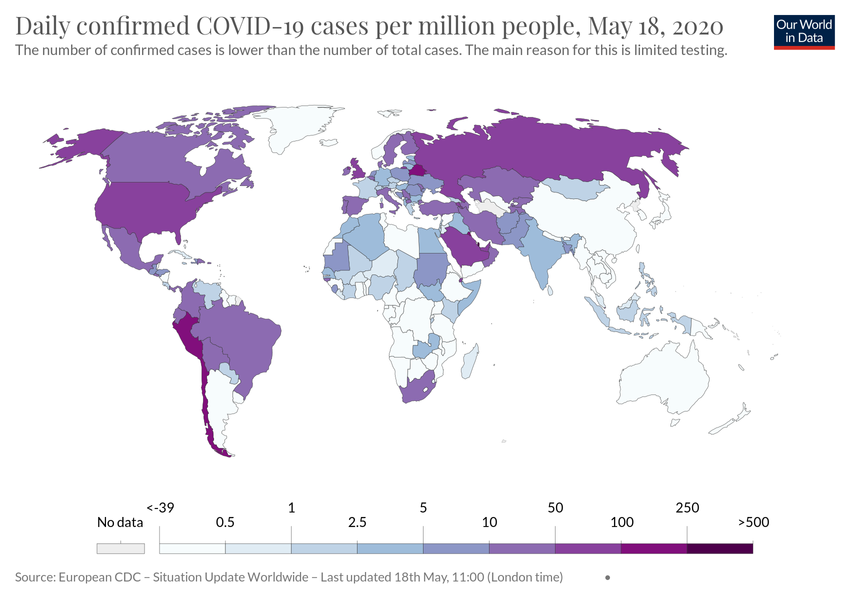 Daily confirmed COVID-19 cases per million people, May 18, 2020
The number of confirmed cases is lower than the number of total cases. The main reason for this is limited testing.
Our World
in Data
<-39 1 5 50 250
No data 0.5 2.5 10 100 >500
Source: European CDC – Situation Update Worldwide – Last updated 18th May, 11:00 (London time)